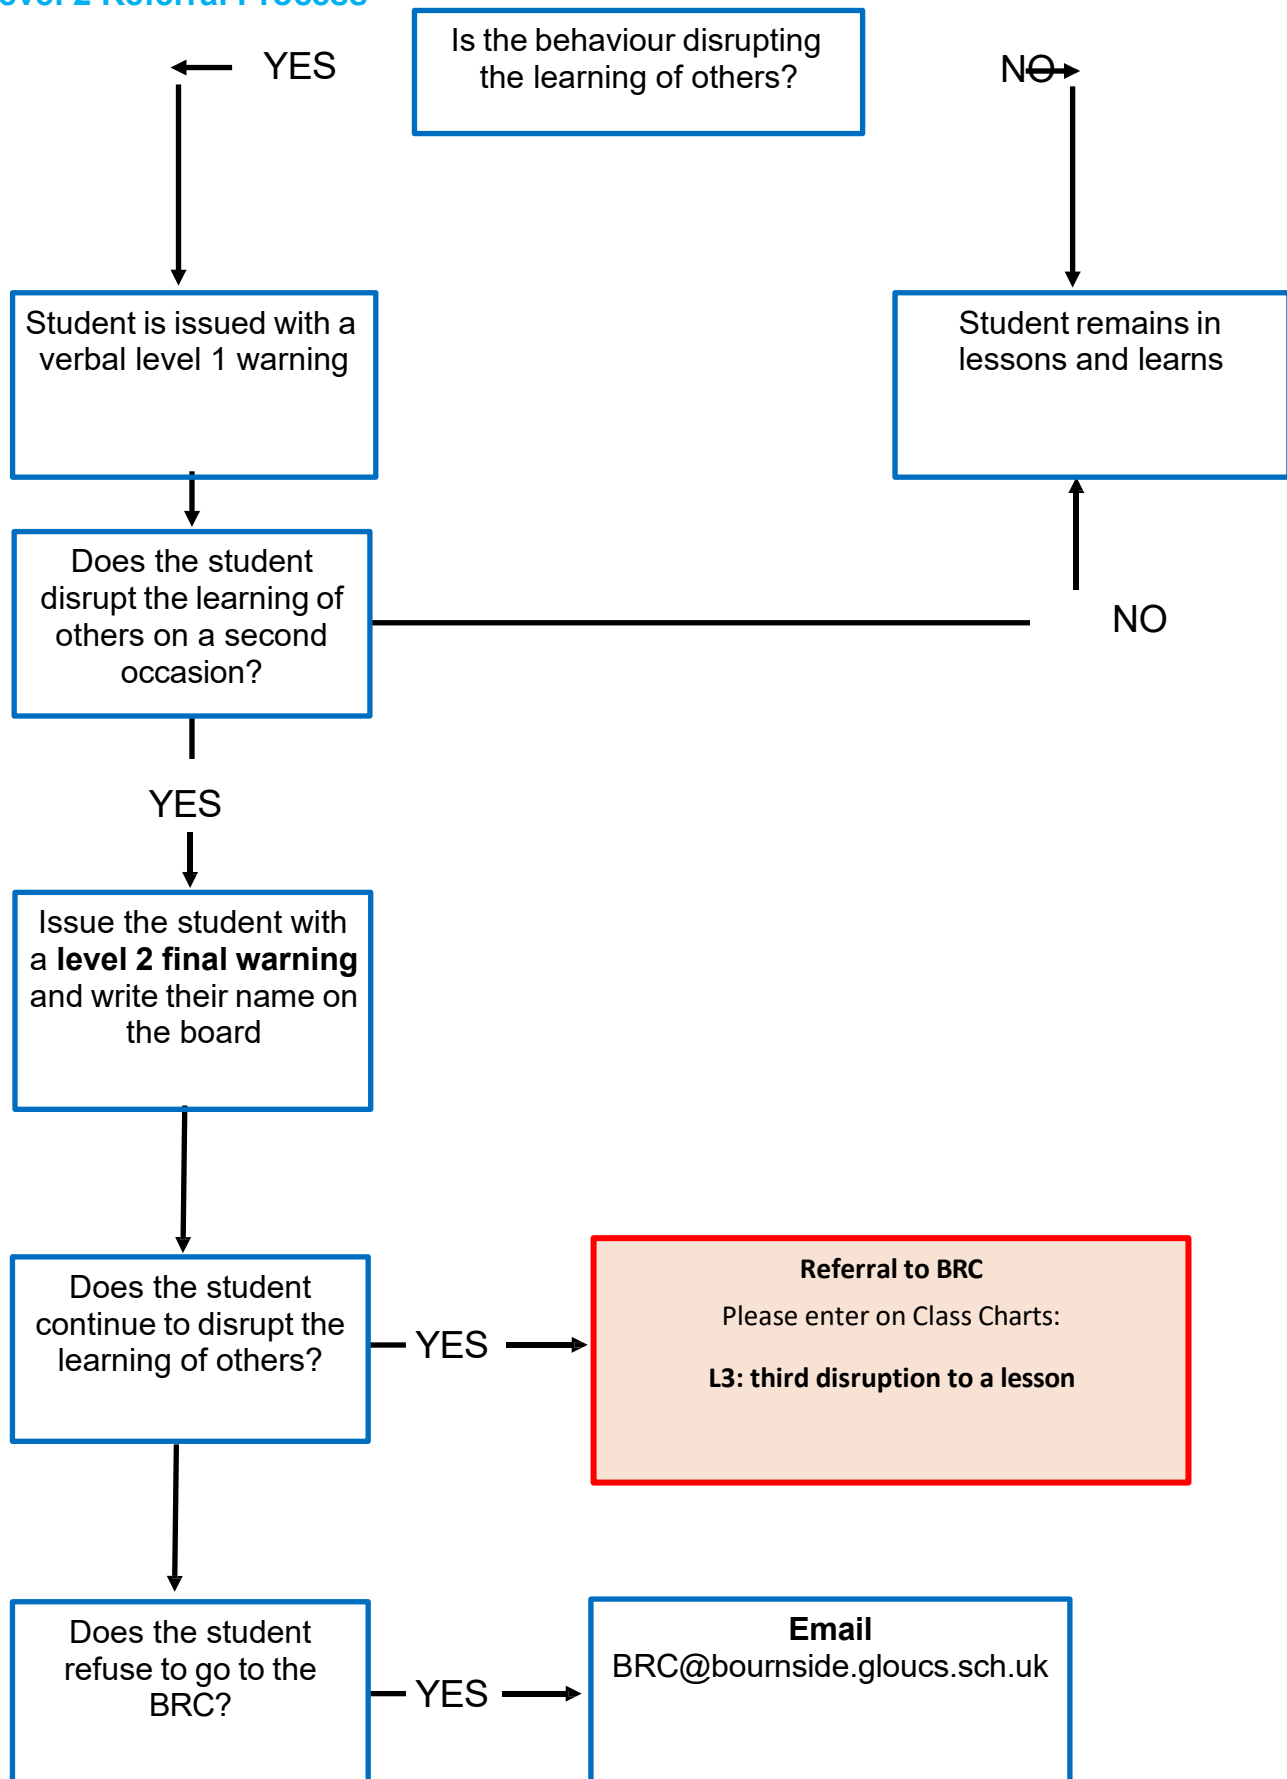 Level 2 Referral Process
Is the behaviour disrupting
the learning of others?
YES
NO
Student is issued with a
verbal level 1 warning
Student remains in
lessons and learns
Does the student
disrupt the learning of
others on a second
occasion?
NO
YES
Issue the student with
a level 2 final warning
and write their name on
the board
Does the student
continue to disrupt the
learning of others?
YES
Referral to BRC
Please enter on Class Charts:
L3: third disruption to a lesson
Does the student
refuse to go to the
BRC?
YES
Email
BRC@bournside.gloucs.sch.uk